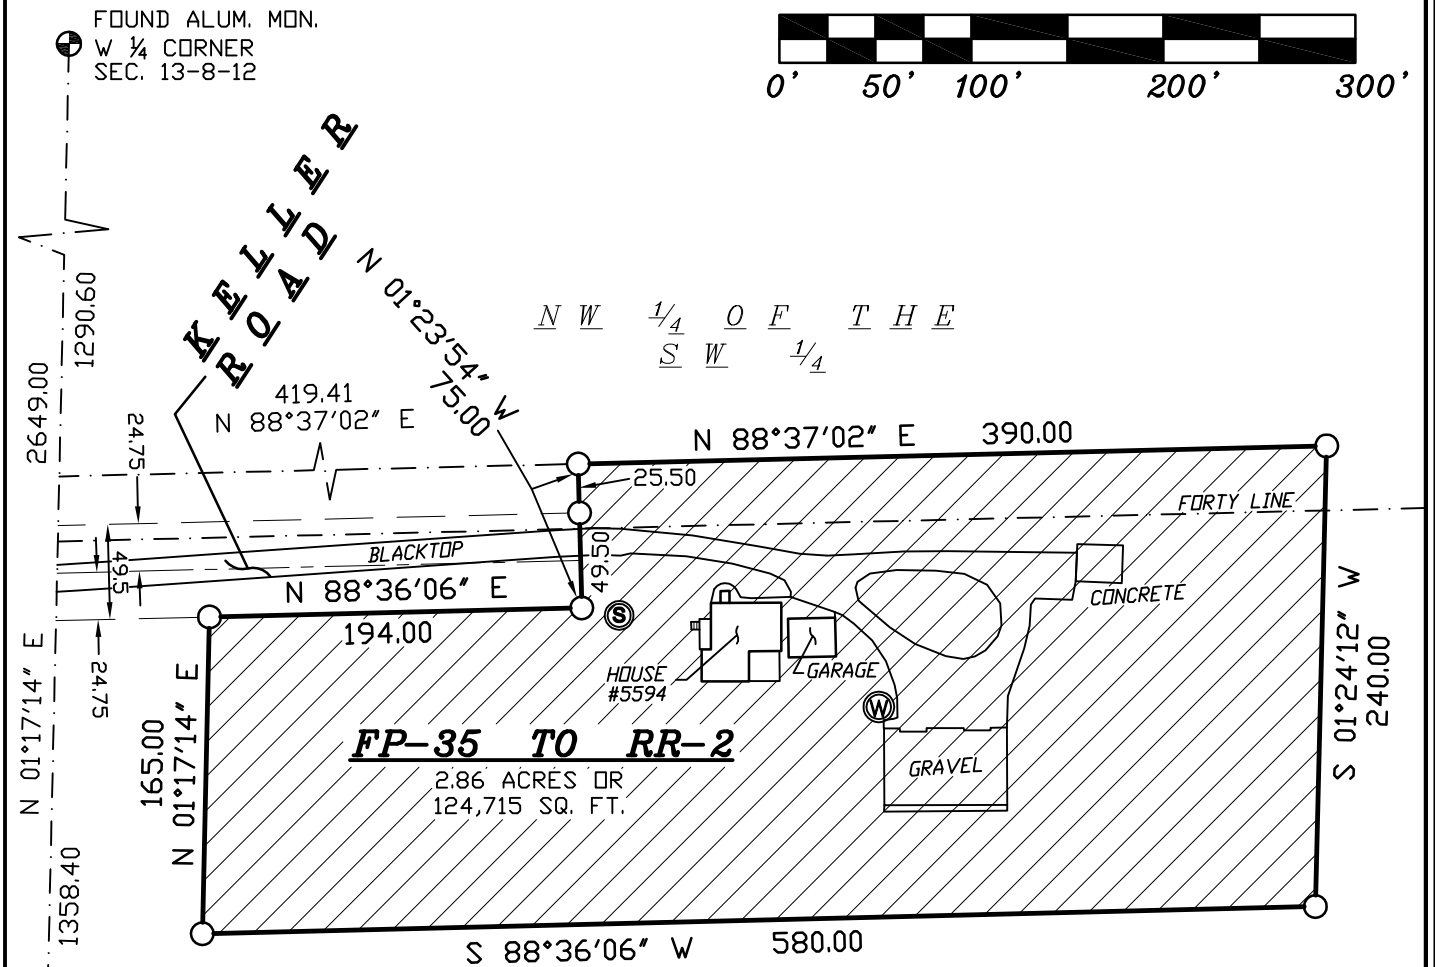 FOUND ALUM. MON.
W ¼ CORNER
SEC. 13-8-12
0' 50' 100' 200' 300'
KELLER
ROAD
N 01°23'54" W
75.00
NW ¼ OF THE
SW ¼
1290.60
2649.00
419.41
N 88°37'02" E
24.75
N 88°37'02" E 390.00
25.50
FORTY LINE
BLACKTOP
49.5
49.50
N 88°36'06" E
194.00
S
CONCRETE
HOUSE
#5594
GARAGE
W
24.75
N 01°17'14" E
165.00
N 01°17'14" E
S 01°24'12" W
240.00
FP-35 TO RR-2
2.86 ACRES OR
124,715 SQ. FT.
GRAVEL
1358.40
S 88°36'06" W 580.00